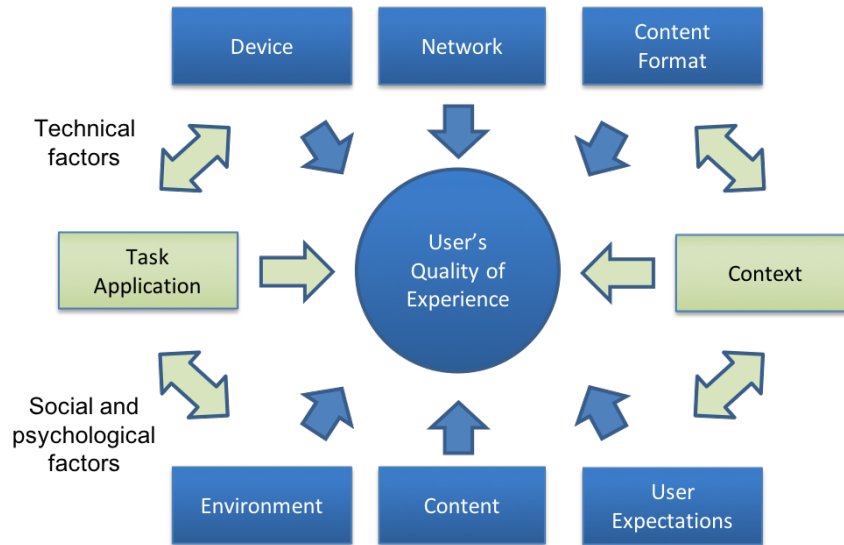 Device
Network
Content
Format
Technical
factors
Task
Application
User's
Quality of
Experience
Context
Social and
psychological
factors
Environment
Content
User
Expectations